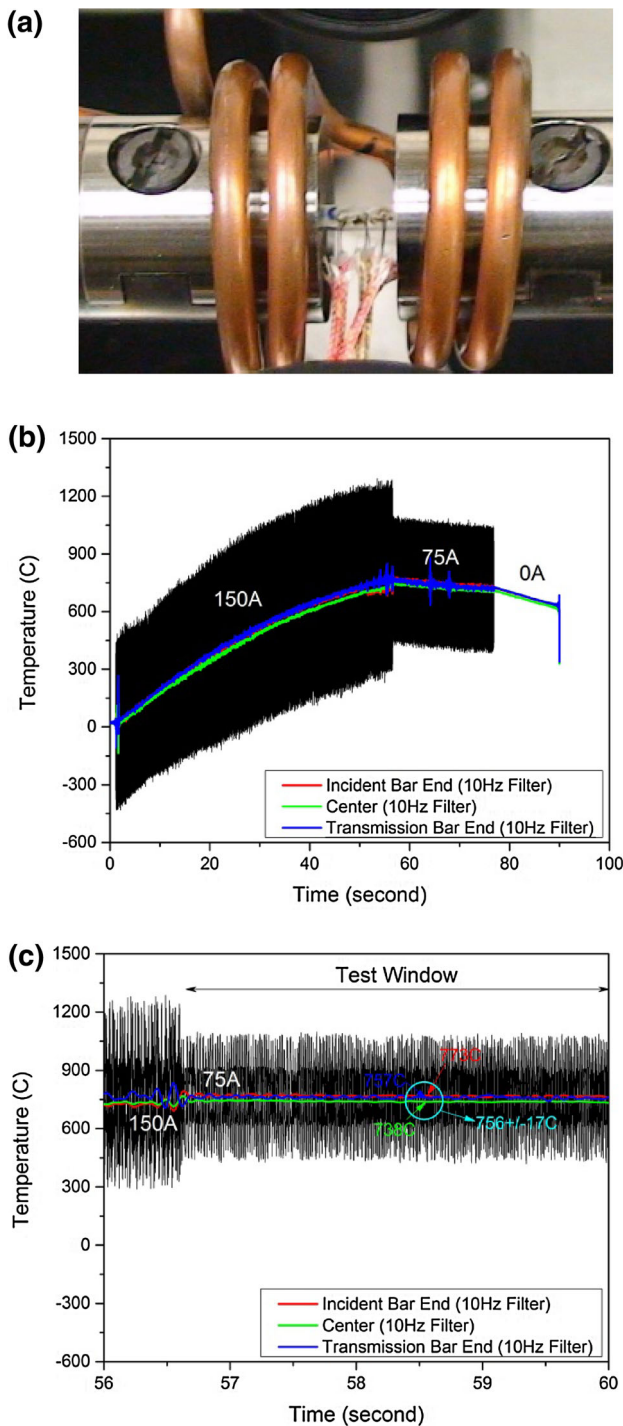 (a)
(b)
1500
1200
900
600
300
0
-300
-600
Temperature (C)
150A
75A
0A
Incident Bar End (10Hz Filter)
Center (10Hz Filter)
Transmission Bar End (10Hz Filter)
0
20
40
60
80
100
Time (second)
(c)
1500
1200
900
600
300
0
-300
-600
Temperature (C)
Test Window
773C
75A
757C
150A
738C
756+/-17C
Incident Bar End (10Hz Filter)
Center (10Hz Filter)
Transmission Bar End (10Hz Filter)
56
57
58
59
60
Time (second)